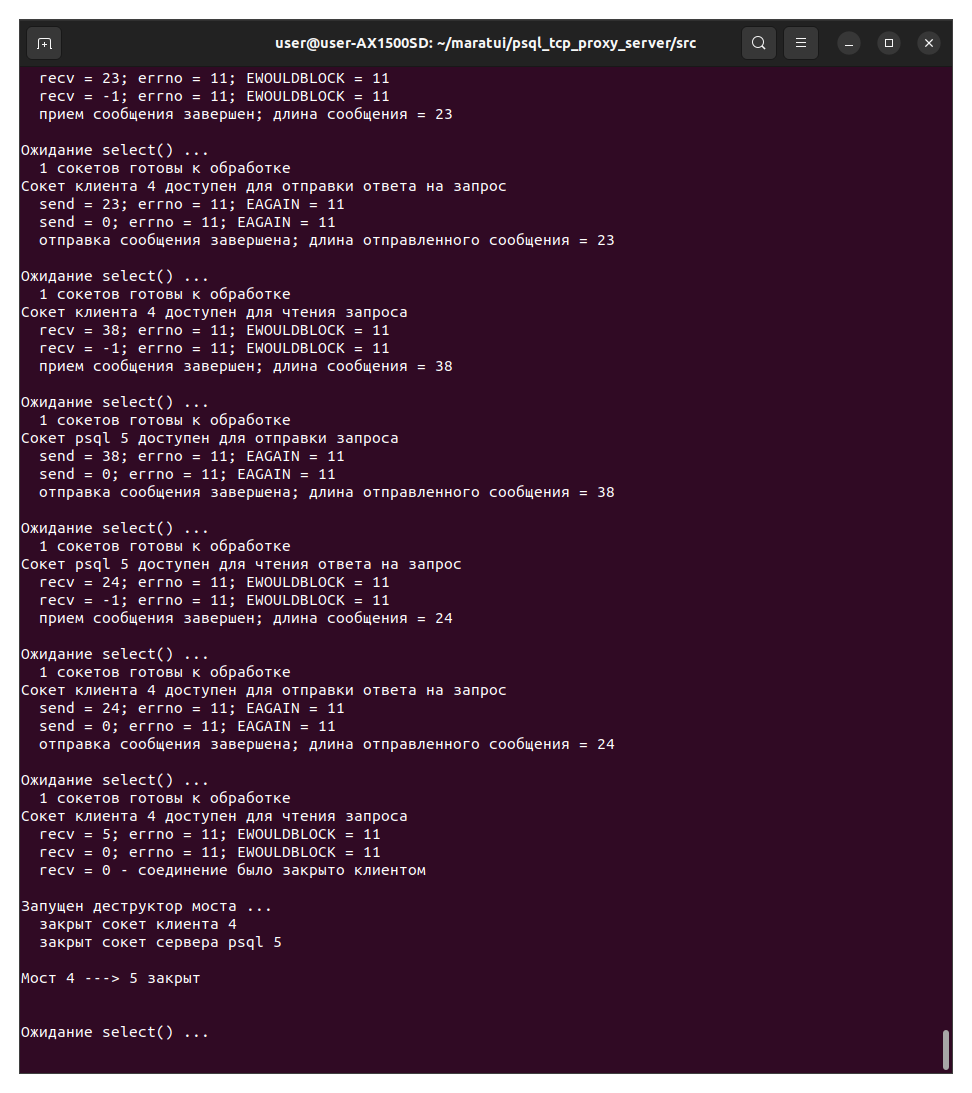 user@user-AX1500SD: ~/maratui/psql_tcp_proxy_server/src
recv = 23; errno = 11; EWOULDBLOCK = 11
recv = -1; errno = 11; EWOULDBLOCK = 11
прием сообщения завершен; длина сообщения = 23
Ожидание select() ...
1 сокетов готовы к обработке
Сокет клиента 4 доступен для отправки ответа на запрос
send = 23; errno = 11; EAGAIN = 11
send = 0; errno = 11; EAGAIN = 11
отправка сообщения завершена; длина отправленного сообщения = 23
Ожидание select() ...
1 сокетов готовы к обработке
Сокет клиента 4 доступен для чтения запроса
recv = 38; errno = 11; EWOULDBLOCK = 11
recv = -1; errno = 11; EWOULDBLOCK = 11
прием сообщения завершен; длина сообщения = 38
Ожидание select() ...
1 сокетов готовы к обработке
Сокет psql 5 доступен для отправки запроса
send = 38; errno = 11; EAGAIN = 11
send = 0; errno = 11; EAGAIN = 11
отправка сообщения завершена; длина отправленного сообщения = 38
Ожидание select() ...
1 сокетов готовы к обработке
Сокет psql 5 доступен для чтения ответа на запрос
recv = 24; errno = 11; EWOULDBLOCK = 11
recv = -1; errno = 11; EWOULDBLOCK = 11
прием сообщения завершен; длина сообщения = 24
Ожидание select() ...
1 сокетов готовы к обработке
Сокет клиента 4 доступен для отправки ответа на запрос
send = 24; errno = 11; EAGAIN = 11
send = 0; errno = 11; EAGAIN = 11
отправка сообщения завершена; длина отправленного сообщения = 24
Ожидание select() ...
1 сокетов готовы к обработке
Сокет клиента 4 доступен для чтения запроса
recv = 5; errno = 11; EWOULDBLOCK = 11
recv = 0; errno = 11; EWOULDBLOCK = 11
recv = 0 - соединение было закрыто клиентом
Запущен деструктор моста ...
закрыт сокет клиента 4
закрыт сокет сервера psql 5
Мост 4 ---> 5 закрыт
Ожидание select() ...